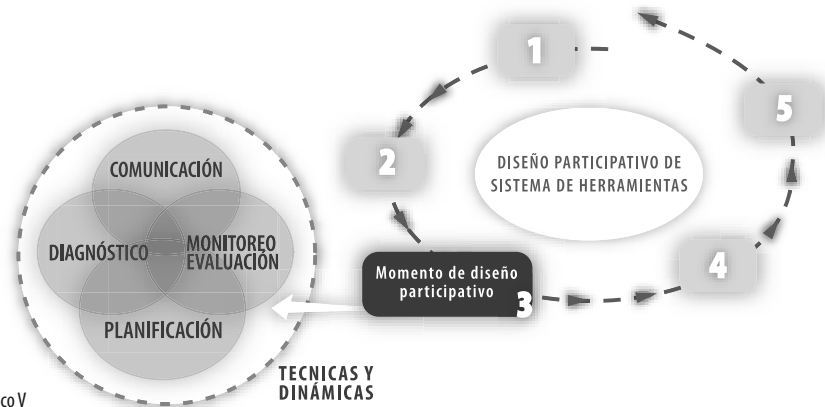 1
2
5
DISEÑO PARTICIPATIVO DE
SISTEMA DE HERRAMIENTAS
COMUNICACIÓN
DIAGNÓSTICO
MONITOREO
EVALUACIÓN
PLANIFICACIÓN
Momento de diseño
participativo
3
4
TECNICAS Y
DINÁMICAS
co V